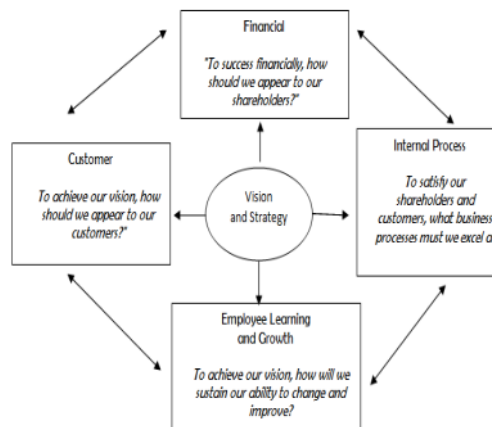 Financial
"To success financially, how
should we appear to our
shareholders?"
Customer
To achieve our vision, how
should we appear to our
customers?"
Vision
and Strategy
Internal Process
To satisfy our
shareholders and
customers, what business
processes must we excel a
Employee Learning
and Growth
To achieve our vision, how will we
sustain our ability to change and
improve?